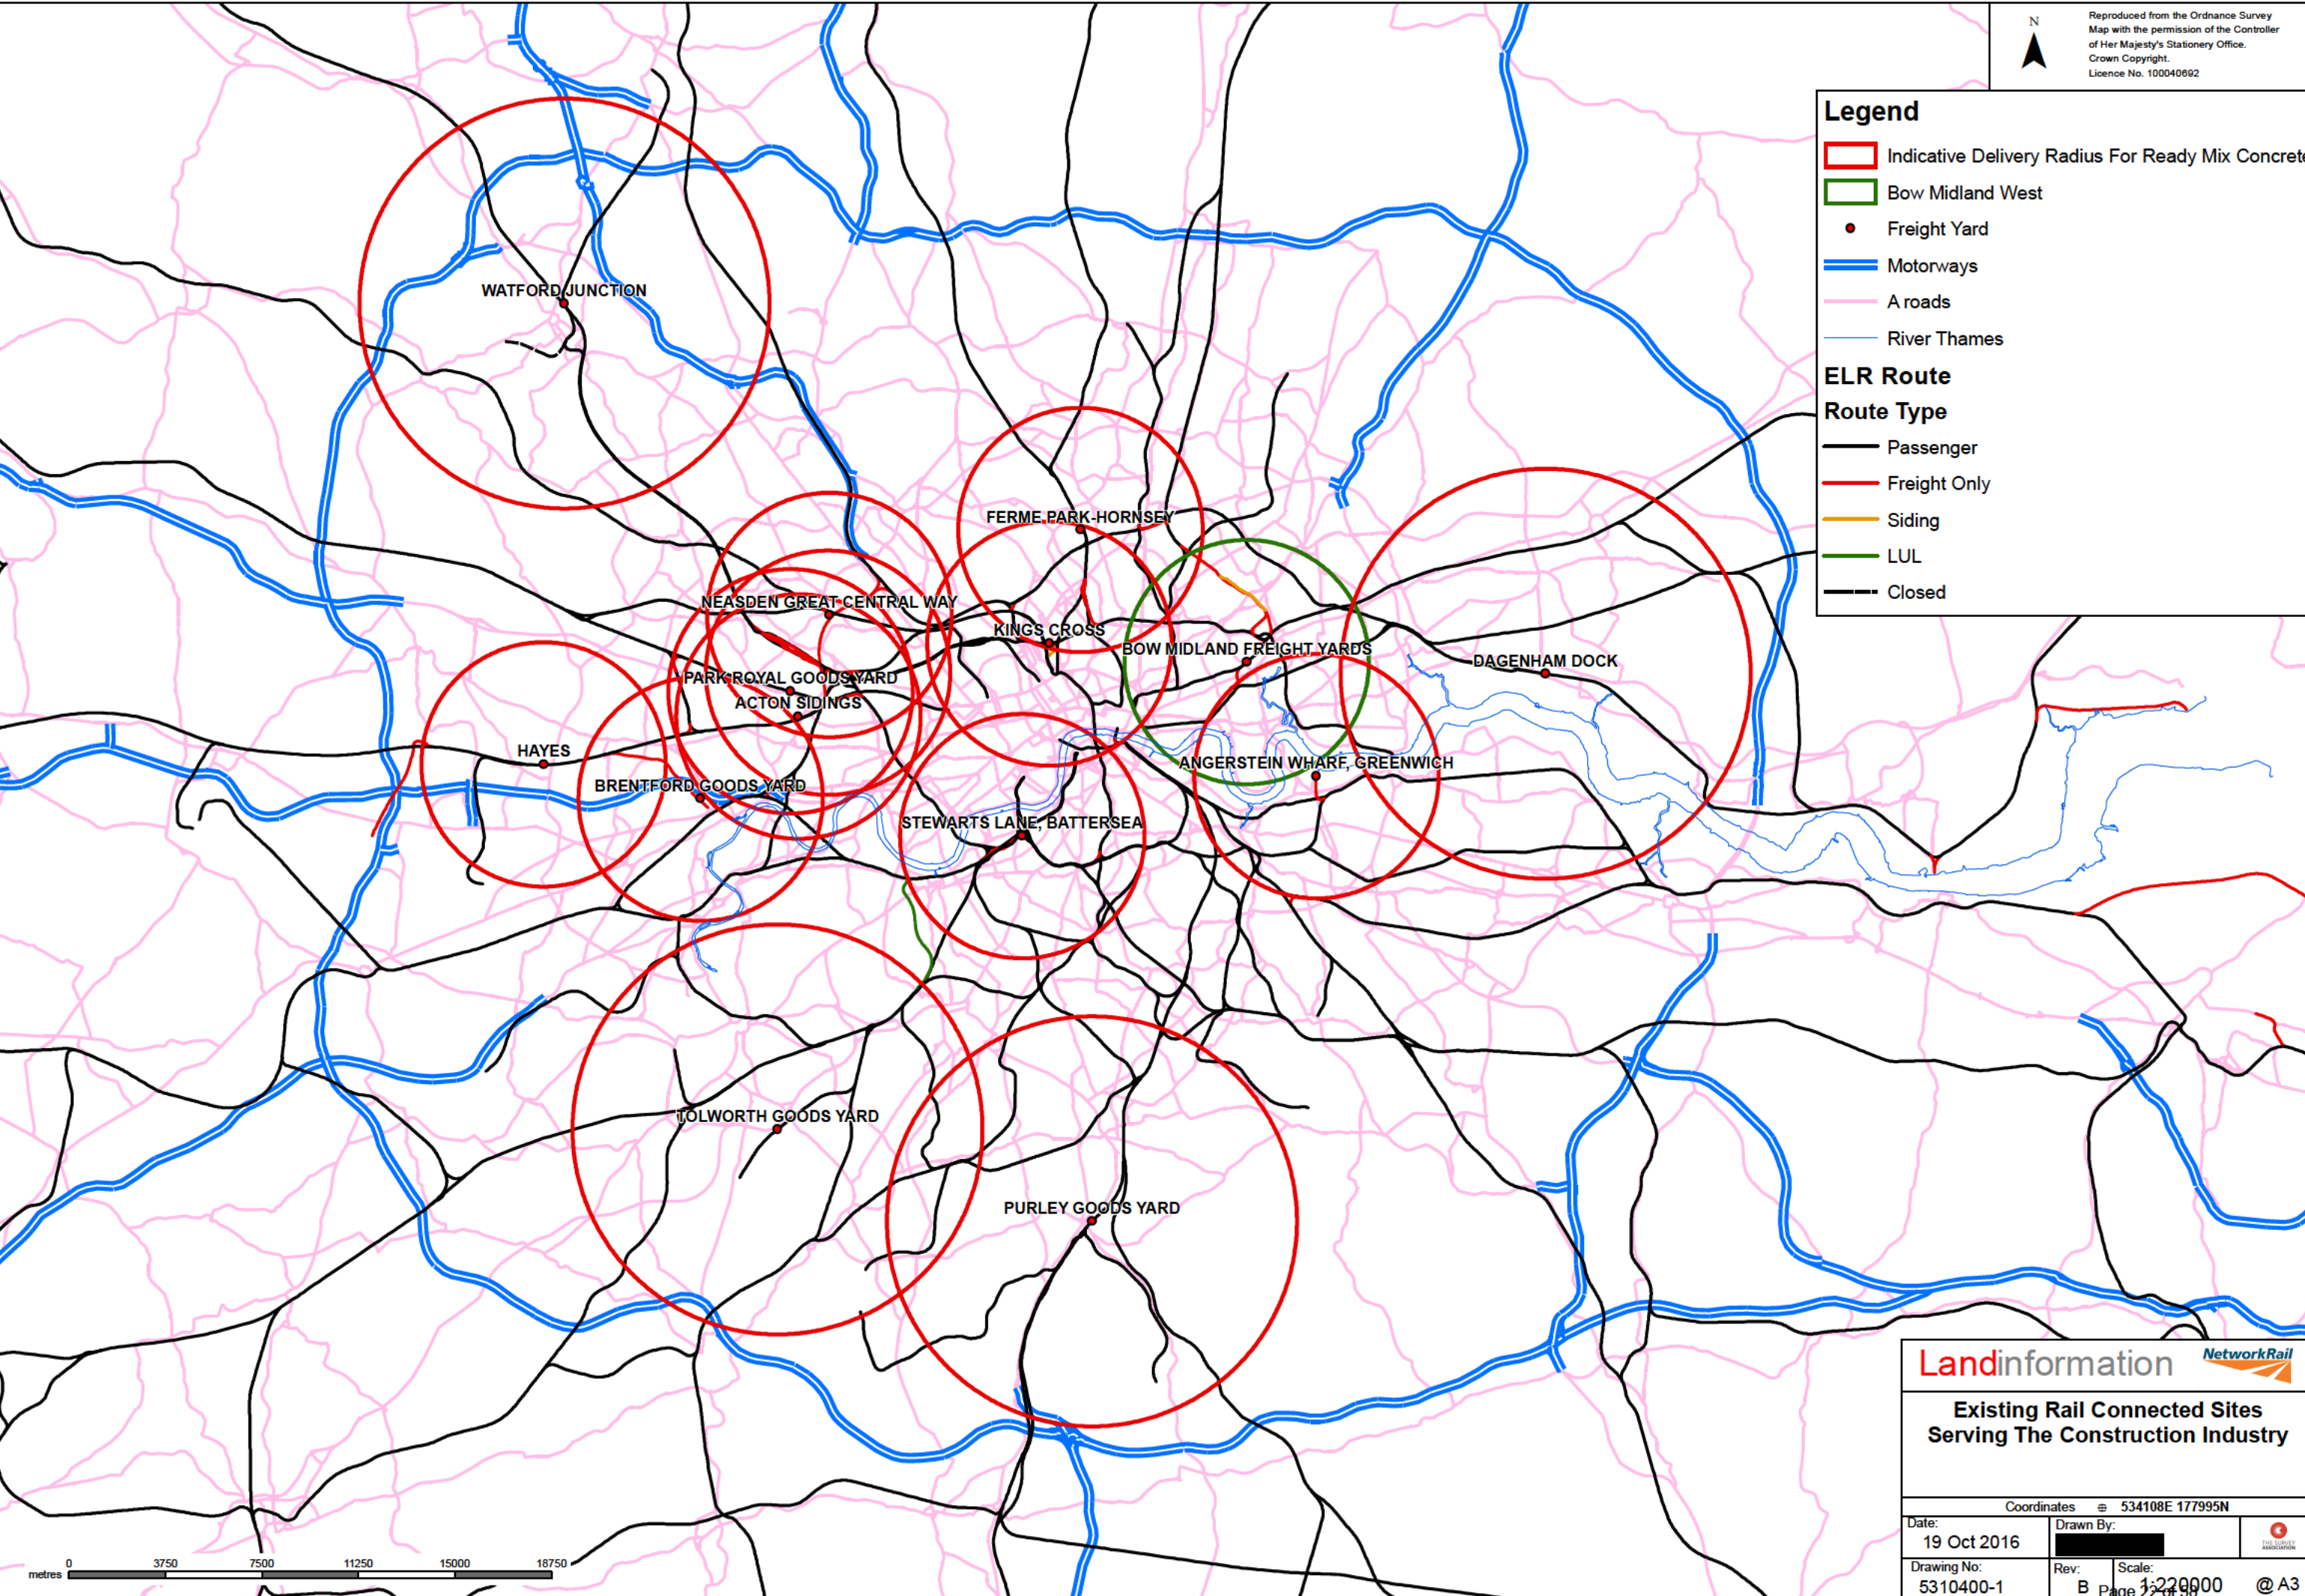 N
Reproduced from the Ordnance Survey
Map with the permission of the Controller
of Her Majesty's Stationery Office.
Crown Copyright.
Licence No. 100040692
Legend
Indicative Delivery Radius For Ready Mix Concrete
Bow Midland West
Freight Yard
Motorways
A roads
River Thames
ELR Route
Route Type
Passenger
Freight Only
Siding
LUL
Closed
WATFORD JUNCTION
FERME PARK-HORNSEY
NEASDEN GREAT CENTRAL WAY
KINGS CROSS
BOW MIDLAND FREIGHT YARDS
DAGENHAM DOCK
PARK ROYAL GOODS YARD
ACTON SIDINGS
HAYES
ANGERSTEIN WHARF, GREENWICH
BRENTFORD GOODS YARD
STEWARTS LANE, BATTERSEA
TOLWORTH GOODS YARD
PURLEY GOODS YARD
Landinformation
NetworkRail
Existing Rail Connected Sites
Serving The Construction Industry
Coordinates 534108E 177995N
Date:
19 Oct 2016
Drawn By:
THE SURVEY
ASSOCIATION
Drawing No:
5310400-1
Rev:
B
Scale:
1:220000 @ A3
metres 0 3750 7500 11250 15000 18750